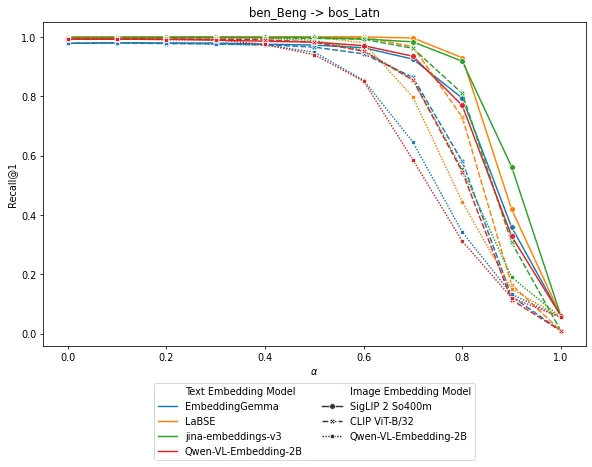 ben_Beng -> bos_Latn
Recall@1
1.0
0.8
0.6
0.4
0.2
0.0
0.0 0.2 0.4 0.6 0.8 1.0
α
Text Embedding Model Image Embedding Model
EmbeddingGemma SigLIP 2 So400m
LaBSE CLIP ViT-B/32
jina-embeddings-v3 Qwen-VL-Embedding-2B
Qwen-VL-Embedding-2B